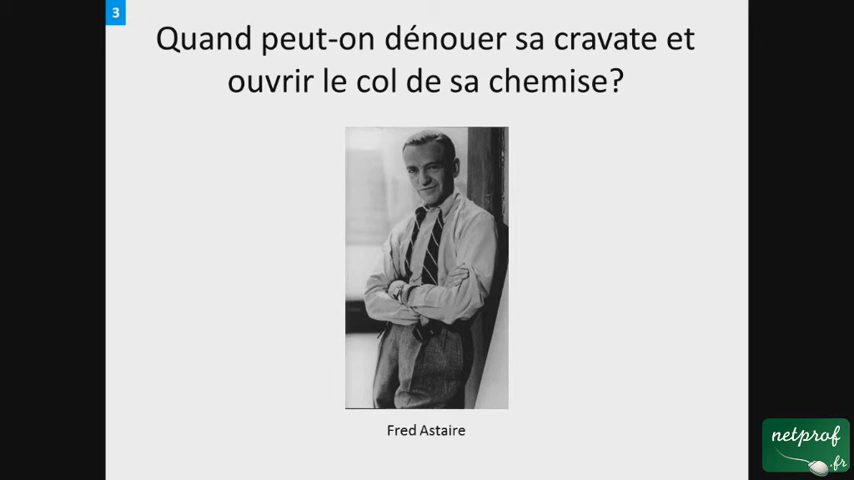 3
Quand peut-on dénouer sa cravate et
ouvrir le col de sa chemise?
Fred Astaire
netprof
.fr